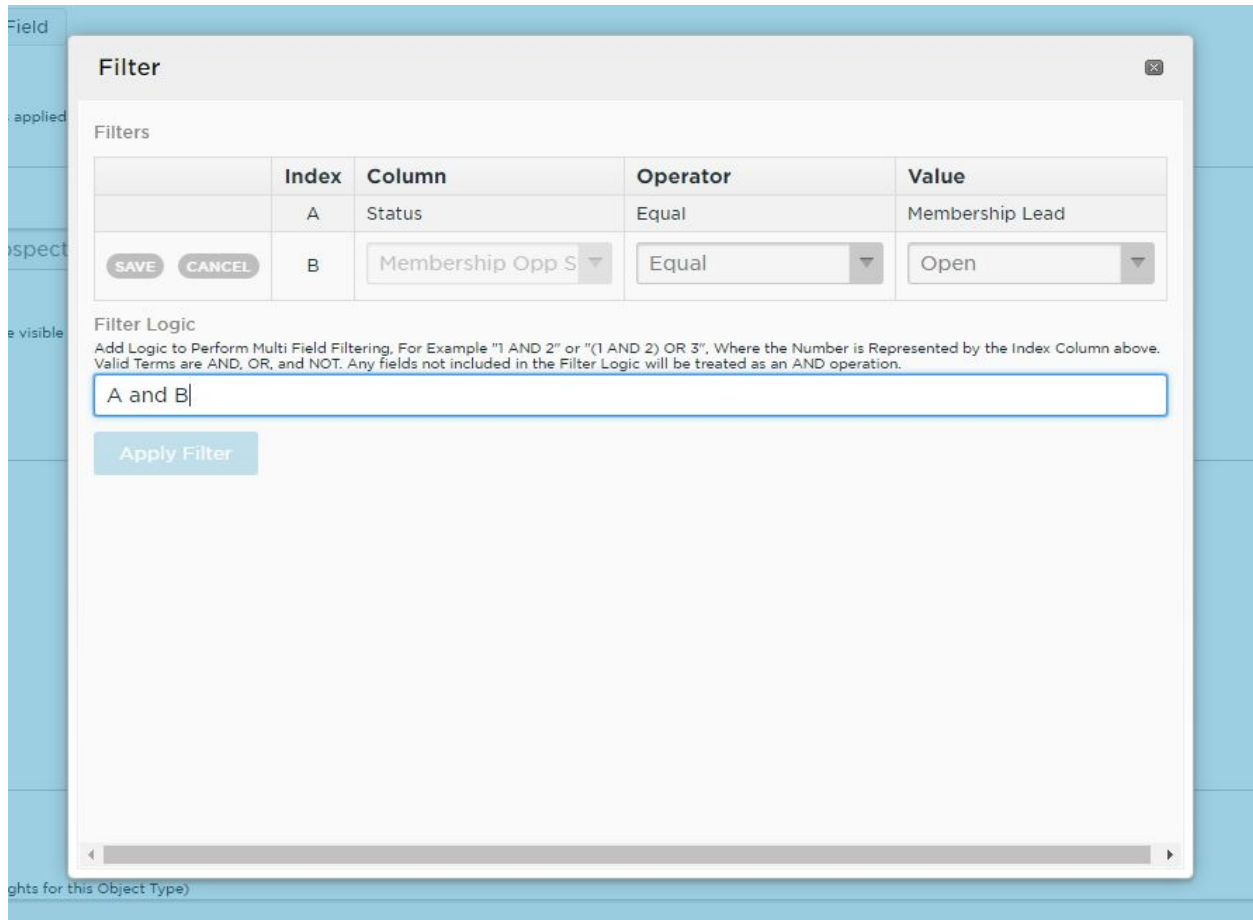 Field
Filter
applied
Filters
Index Column Operator Value
A Status Equal Membership Lead
ospect
SAVE CANCEL B Membership Opp S Equal Open
Filter Logic
e visible
Add Logic to Perform Multi Field Filtering, For Example "1 AND 2" or "(1 AND 2) OR 3", Where the Number is Represented by the Index Column above.
Valid Terms are AND, OR, and NOT. Any fields not included in the Filter Logic will be treated as an AND operation.
A and B
Apply Filter
ghts for this Object Type)